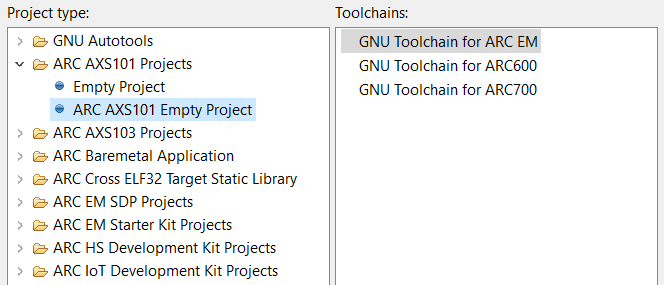 Project type:
GNU Autotools
ARC AXS101 Projects
Empty Project
ARC AXS101 Empty Project
ARC AXS103 Projects
ARC Baremetal Application
ARC Cross ELF32 Target Static Library
ARC EM SDP Projects
ARC EM Starter Kit Projects
ARC HS Development Kit Projects
ARC IoT Development Kit Projects
Toolchains:
GNU Toolchain for ARC EM
GNU Toolchain for ARC600
GNU Toolchain for ARC700